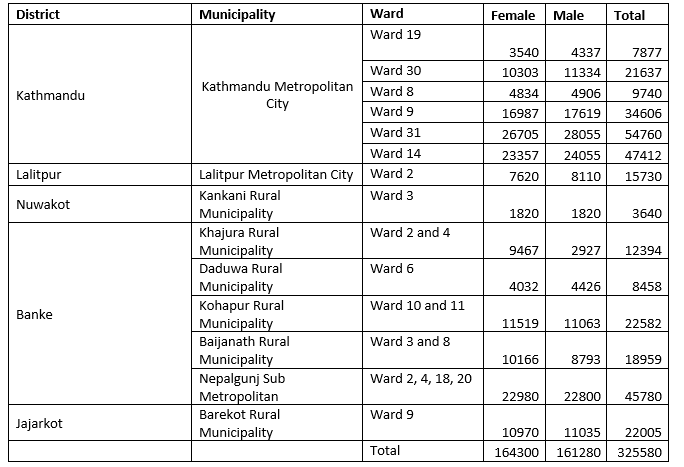 District Municipality Ward Female Male Total
Kathmandu
Kathmandu Metropolitan
City
Ward 19 3540 4337 7877
Ward 30 10303 11334 21637
Ward 8 4834 4906 9740
Ward 9 16987 17619 34606
Ward 31 26705 28055 54760
Ward 14 23357 24055 47412
Lalitpur Lalitpur Metropolitan City Ward 2 7620 8110 15730
Nuwakot
Kankani Rural
Municipality
Ward 3 1820 1820 3640
Banke
Khajura Rural
Municipality
Ward 2 and 4 9467 2927 12394
Daduwa Rural
Municipality
Ward 6 4032 4426 8458
Kohapur Rural
Municipality
Ward 10 and 11 11519 11063 22582
Baijanath Rural
Municipality
Ward 3 and 8 10166 8793 18959
Nepalgunj Sub
Metropolitan
Ward 2, 4, 18, 20 22980 22800 45780
Jajarkot
Barekot Rural
Municipality
Ward 9 10970 11035 22005
Total 164300 161280 325580